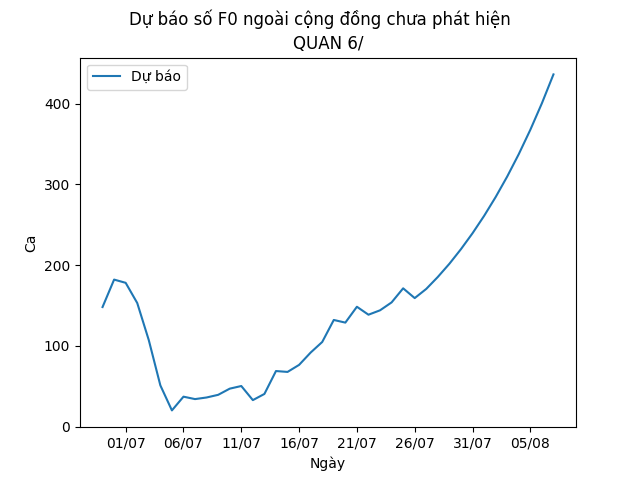 Dự báo số F0 ngoài cộng đồng chưa phát hiện
QUAN 6/
Dự báo
Ca
400
300
200
100
0
01/07 06/07 11/07 16/07 21/07 26/07 31/07 05/08
Ngày